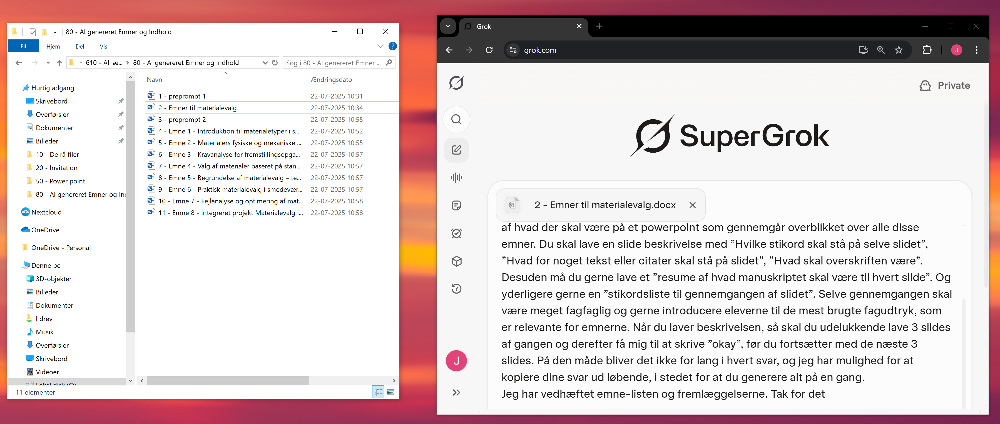 80 - AI genereret Emner og Indhold
Fil
Hjem
Del
Vis
?
« 610 - AI læ... > 80 - AI genereret Emner og Indhold
Søg i 80 - AI genereret Emner ...
Hurtig adgang
Skrivebord
Overførsler
Dokumenter
Billeder
10 - De rå filer
20 - Invitation
50 - Power point
80 - AI genereret Emner og Ind
Nextcloud
OneDrive
OneDrive - Personal
Denne pc
3D-objekter
Billeder
Dokumenter
I drev
Musik
Overførsler
Skrivebord
Videoer
Lokal disk (C:)
11 elementer
Navn
Ændringsdato
1 - preprompt 1 22-07-2025 10:31
2 - Emner til materialevalg 22-07-2025 10:34
3 - preprompt 2 22-07-2025 10:55
4 - Emne 1 - Introduktion til materialetyper i s... 22-07-2025 10:52
5 - Emne 2 - Materialers fysiske og mekaniske ... 22-07-2025 10:55
6 - Emne 3 - Kravanalyse for fremstillingsopga... 22-07-2025 10:57
7 - Emne 4 - Valg af materialer baseret på stan... 22-07-2025 10:57
8 - Emne 5 - Begrundelse af materialevalg – te... 22-07-2025 10:57
9 - Emne 6 - Praktisk materialevalg i smedevær... 22-07-2025 10:57
10 - Emne 7 - Fejlanalyse og optimering af mat... 22-07-2025 10:58
11 - Emne 8 - Integreret projekt Materialevalg i... 22-07-2025 10:58
Grok
grok.com
J
Private
SuperGrok
2 - Emner til materialevalg.docx
af hvad der skal være på et powerpoint som gennemgår overblikket over alle disse
emner. Du skal lave en slide beskrivelse med ”Hvilke stikord skal stå på selve slidet”,
”Hvad for noget tekst eller citater skal stå på slidet”, ”Hvad skal overskriften være”.
Desuden må du gerne lave et ”resume af hvad manuskriptet skal være til hvert slide”. Og
yderligere gerne en ”stikordsliste til gennemgangen af slidet”. Selve gennemgangen skal
være meget fagfaglig og gerne introducere eleverne til de mest brugte fagudtryk, som
er relevante for emnerne. Når du laver beskrivelsen, så skal du udelukkende lave 3 slides
af gangen og derefter få mig til at skrive ”okay”, før du fortsætter med de næste 3
slides. På den måde bliver det ikke for lang i hvert svar, og jeg har mulighed for at
kopiere dine svar ud løbende, i stedet for at du generere alt på en gang.
Jeg har vedhæftet emne-listen og fremlæggelserne. Tak for det
J